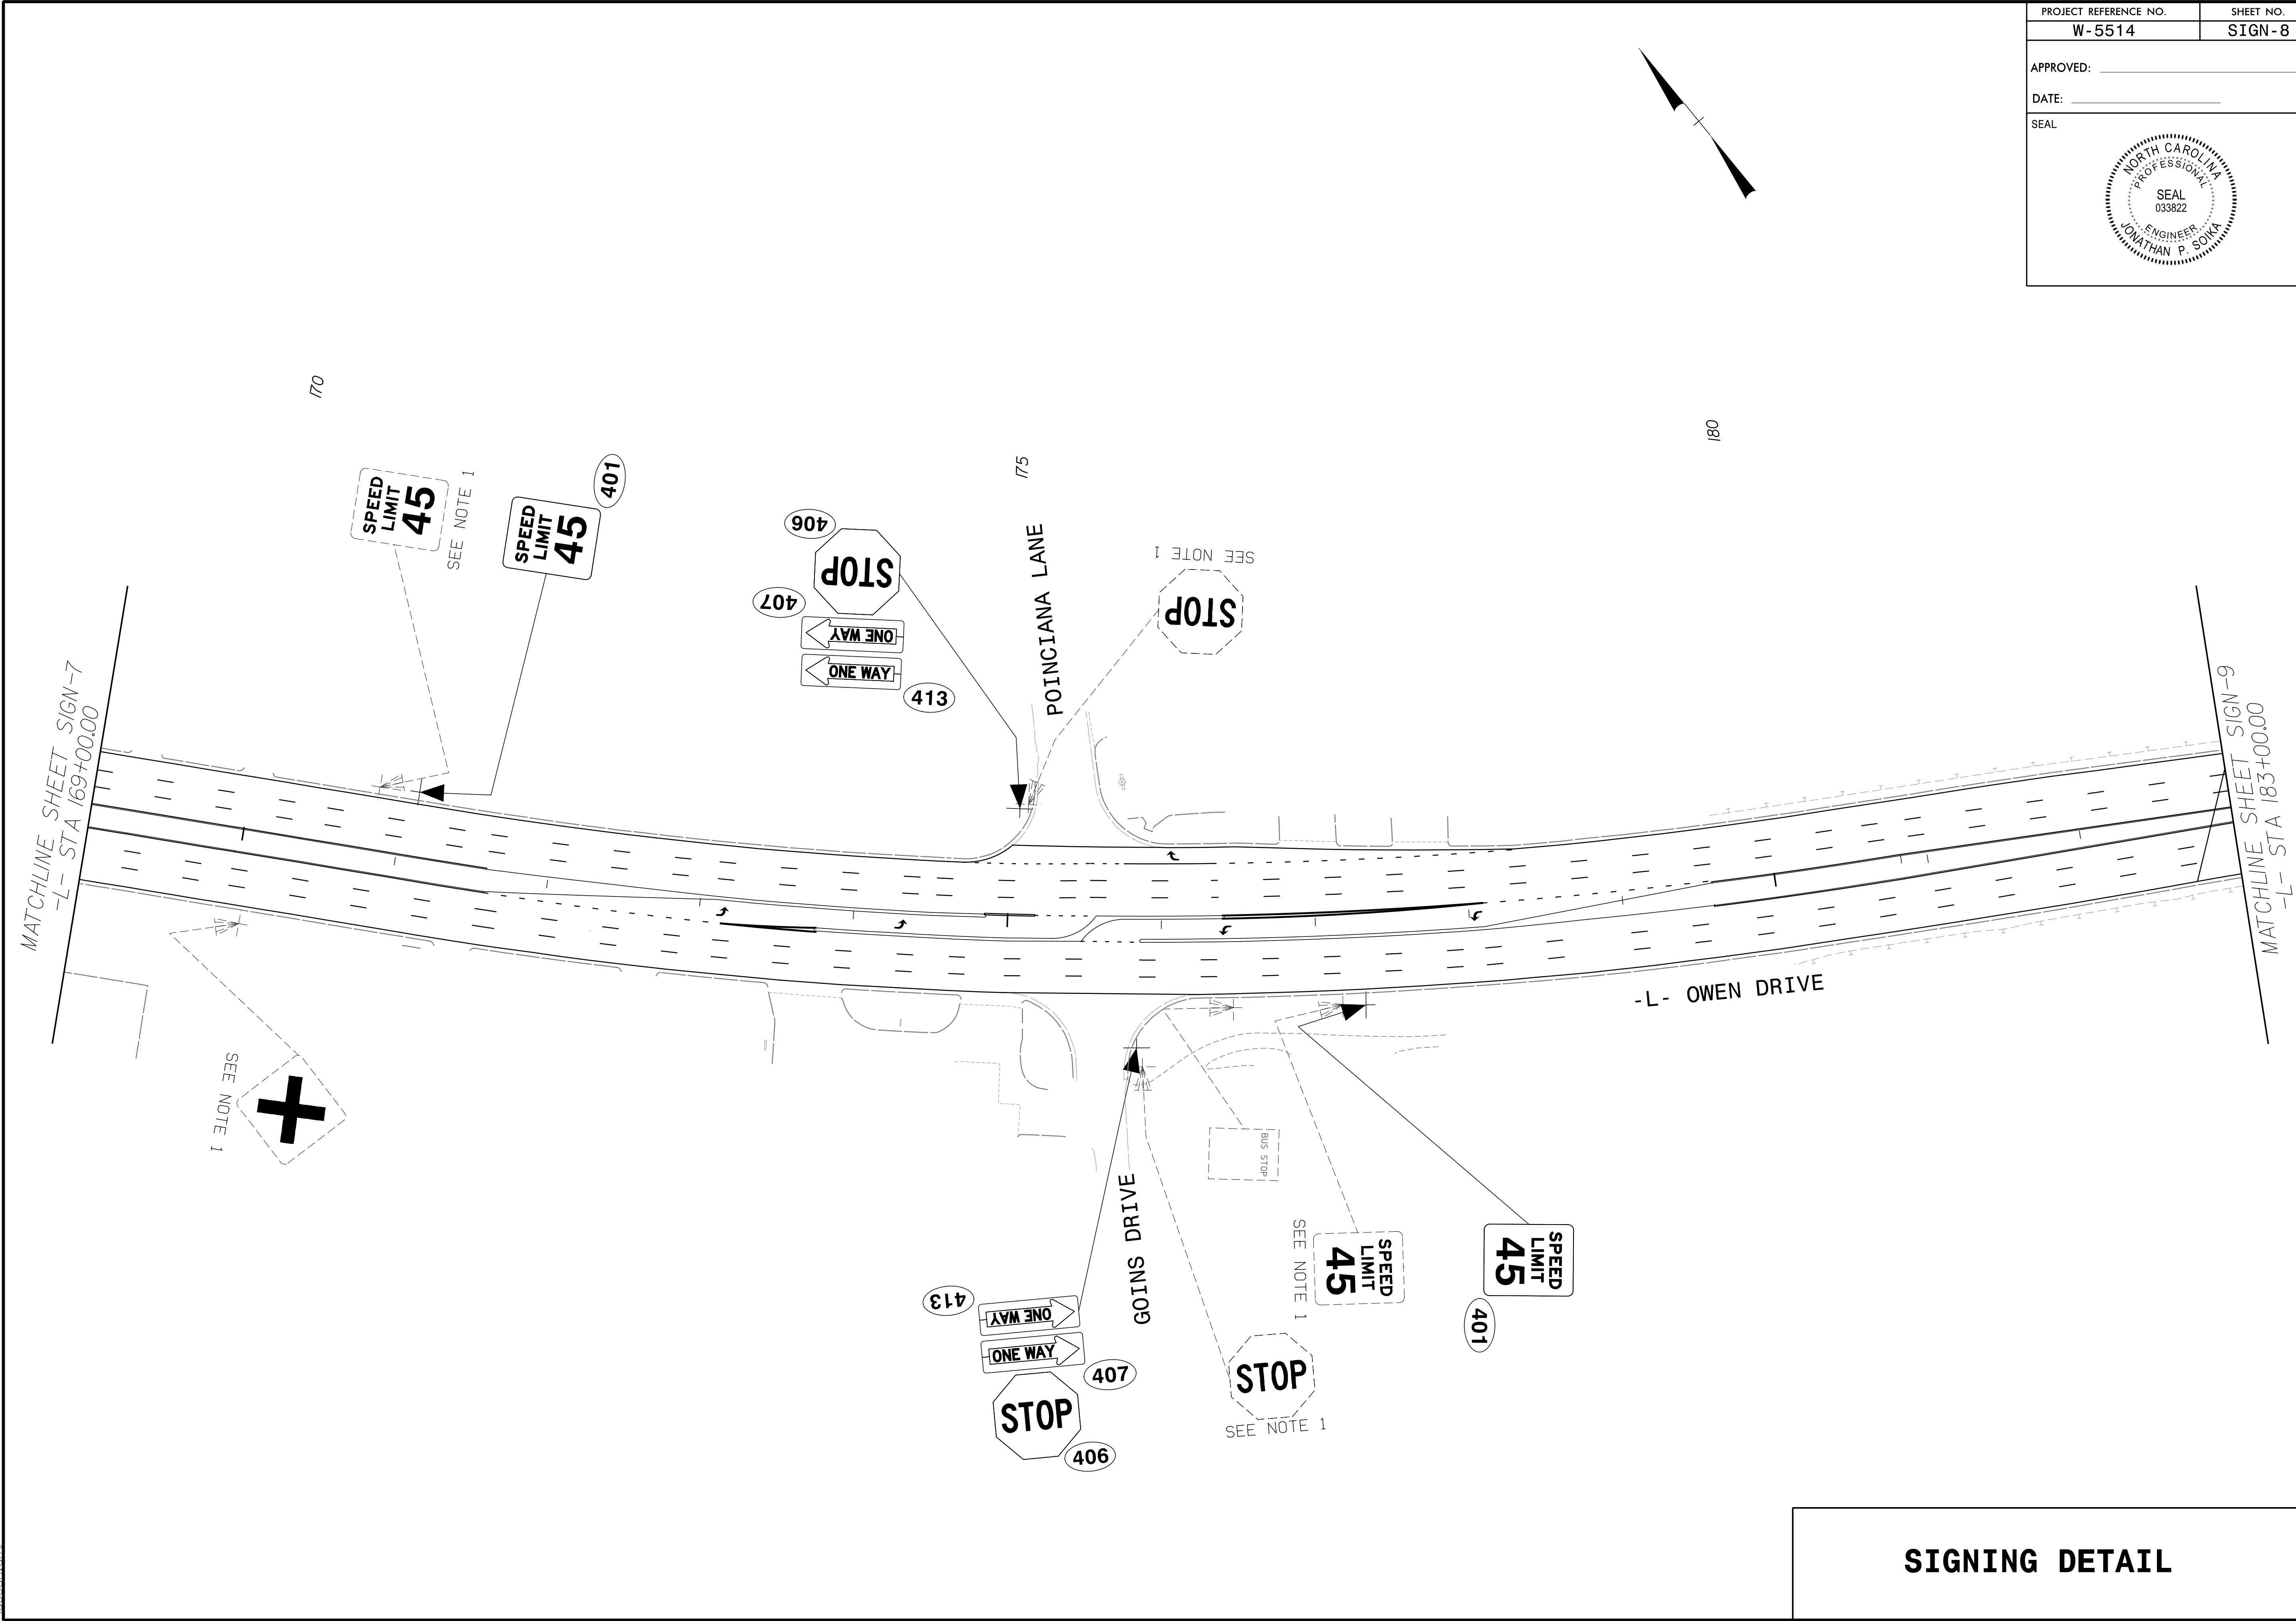 PROJECT REFERENCE NO.
SHEET NO.
W-5514
SIGN-8
APPROVED:
DATE:
SEAL
NORTH CAROLINA
PROFESSIONAL
SEAL
033822
ENGINEER
JONATHAN P. SOIKA
170
175
180
SPEED
LIMIT
45
SEE NOTE 1
SPEED
LIMIT
45
401
406
STOP
407
ONE WAY
ONE WAY
413
POINCIANA LANE
SEE NOTE 1
STOP
MATCHLINE SHEET SIGN-7
-L- STA 169+00.00
MATCHLINE SHEET SIGN-9
-L- STA 183+00.00
-L- OWEN DRIVE
SEE NOTE 1
BUS STOP
GOINS DRIVE
413
ONE WAY
ONE WAY
407
STOP
406
SEE NOTE 1
SPEED
LIMIT
45
SPEED
LIMIT
45
401
STOP
SEE NOTE 1
SIGNING DETAIL